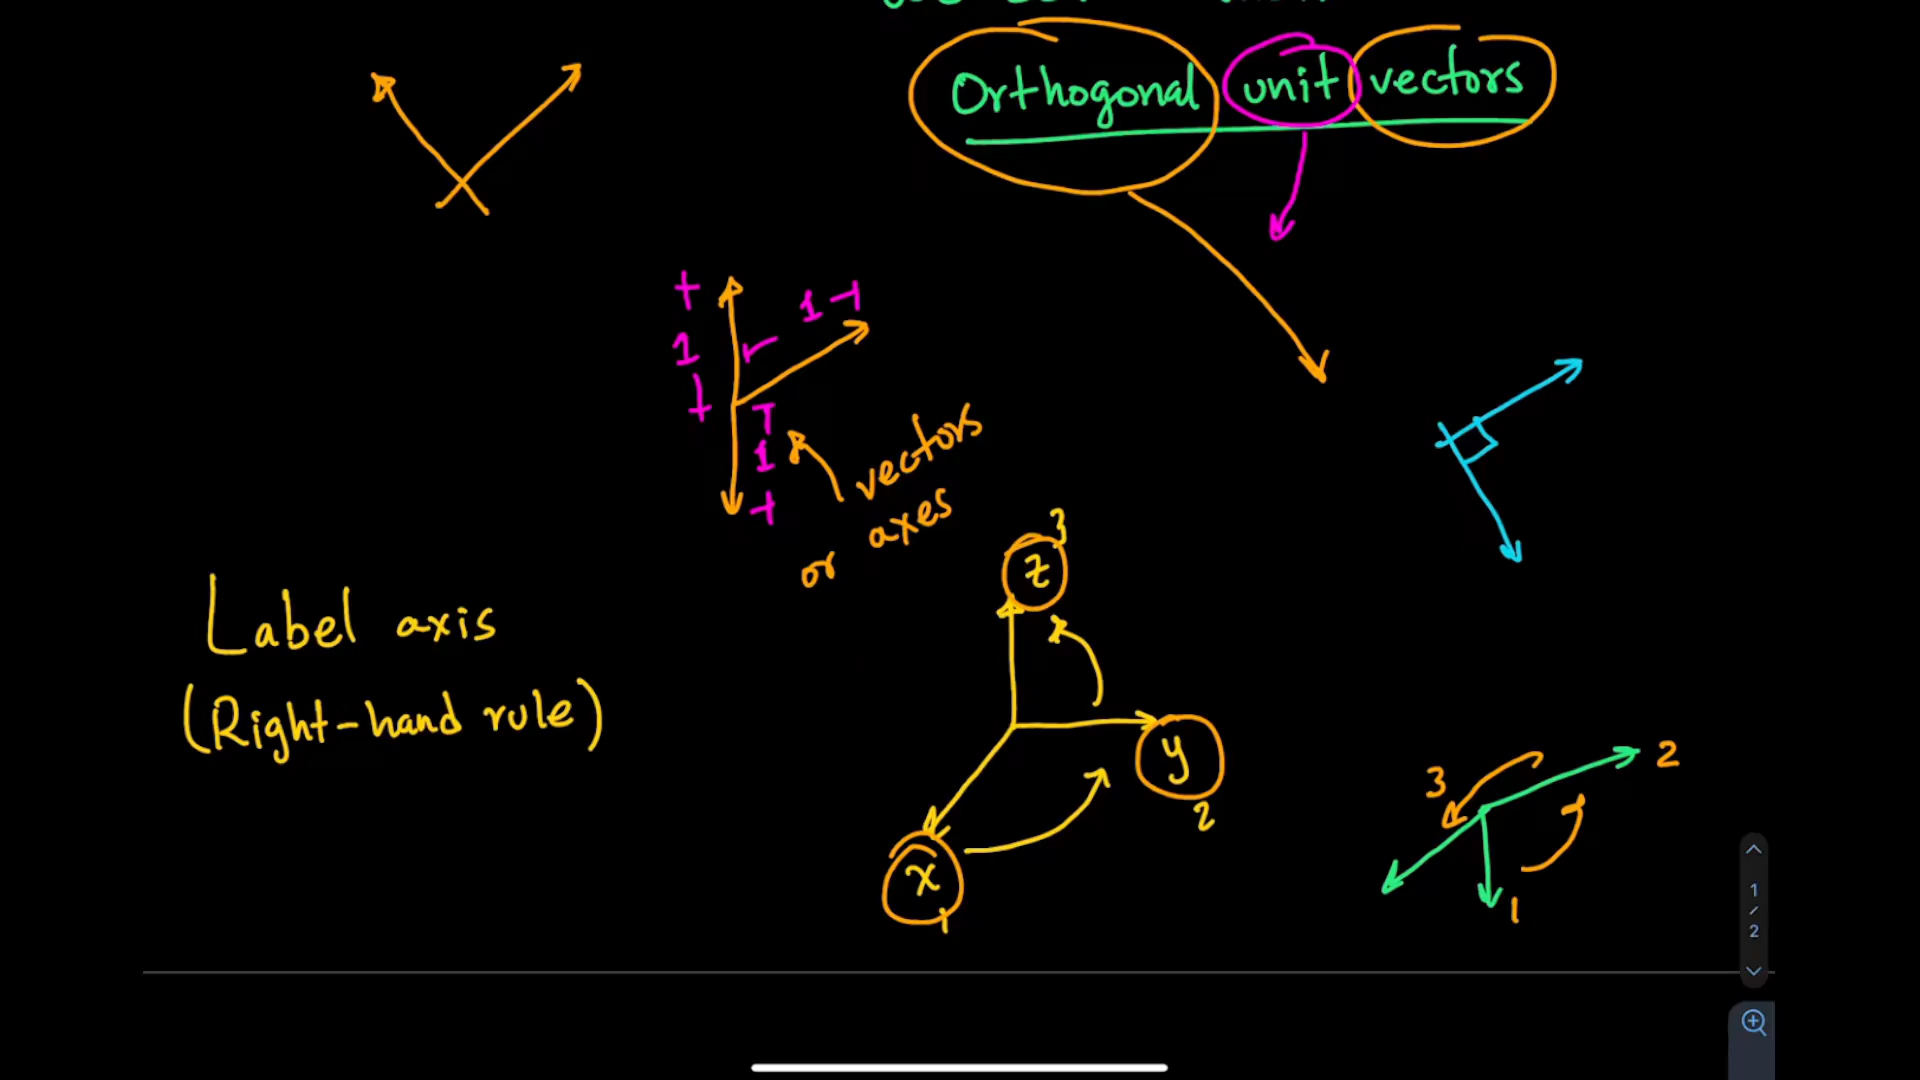 Orthogonal unit vectors
1
1
1
vectors
or axes
Label axis
(Right-hand rule)
z 3
y 2
x 1
3
2
1
1
/
2